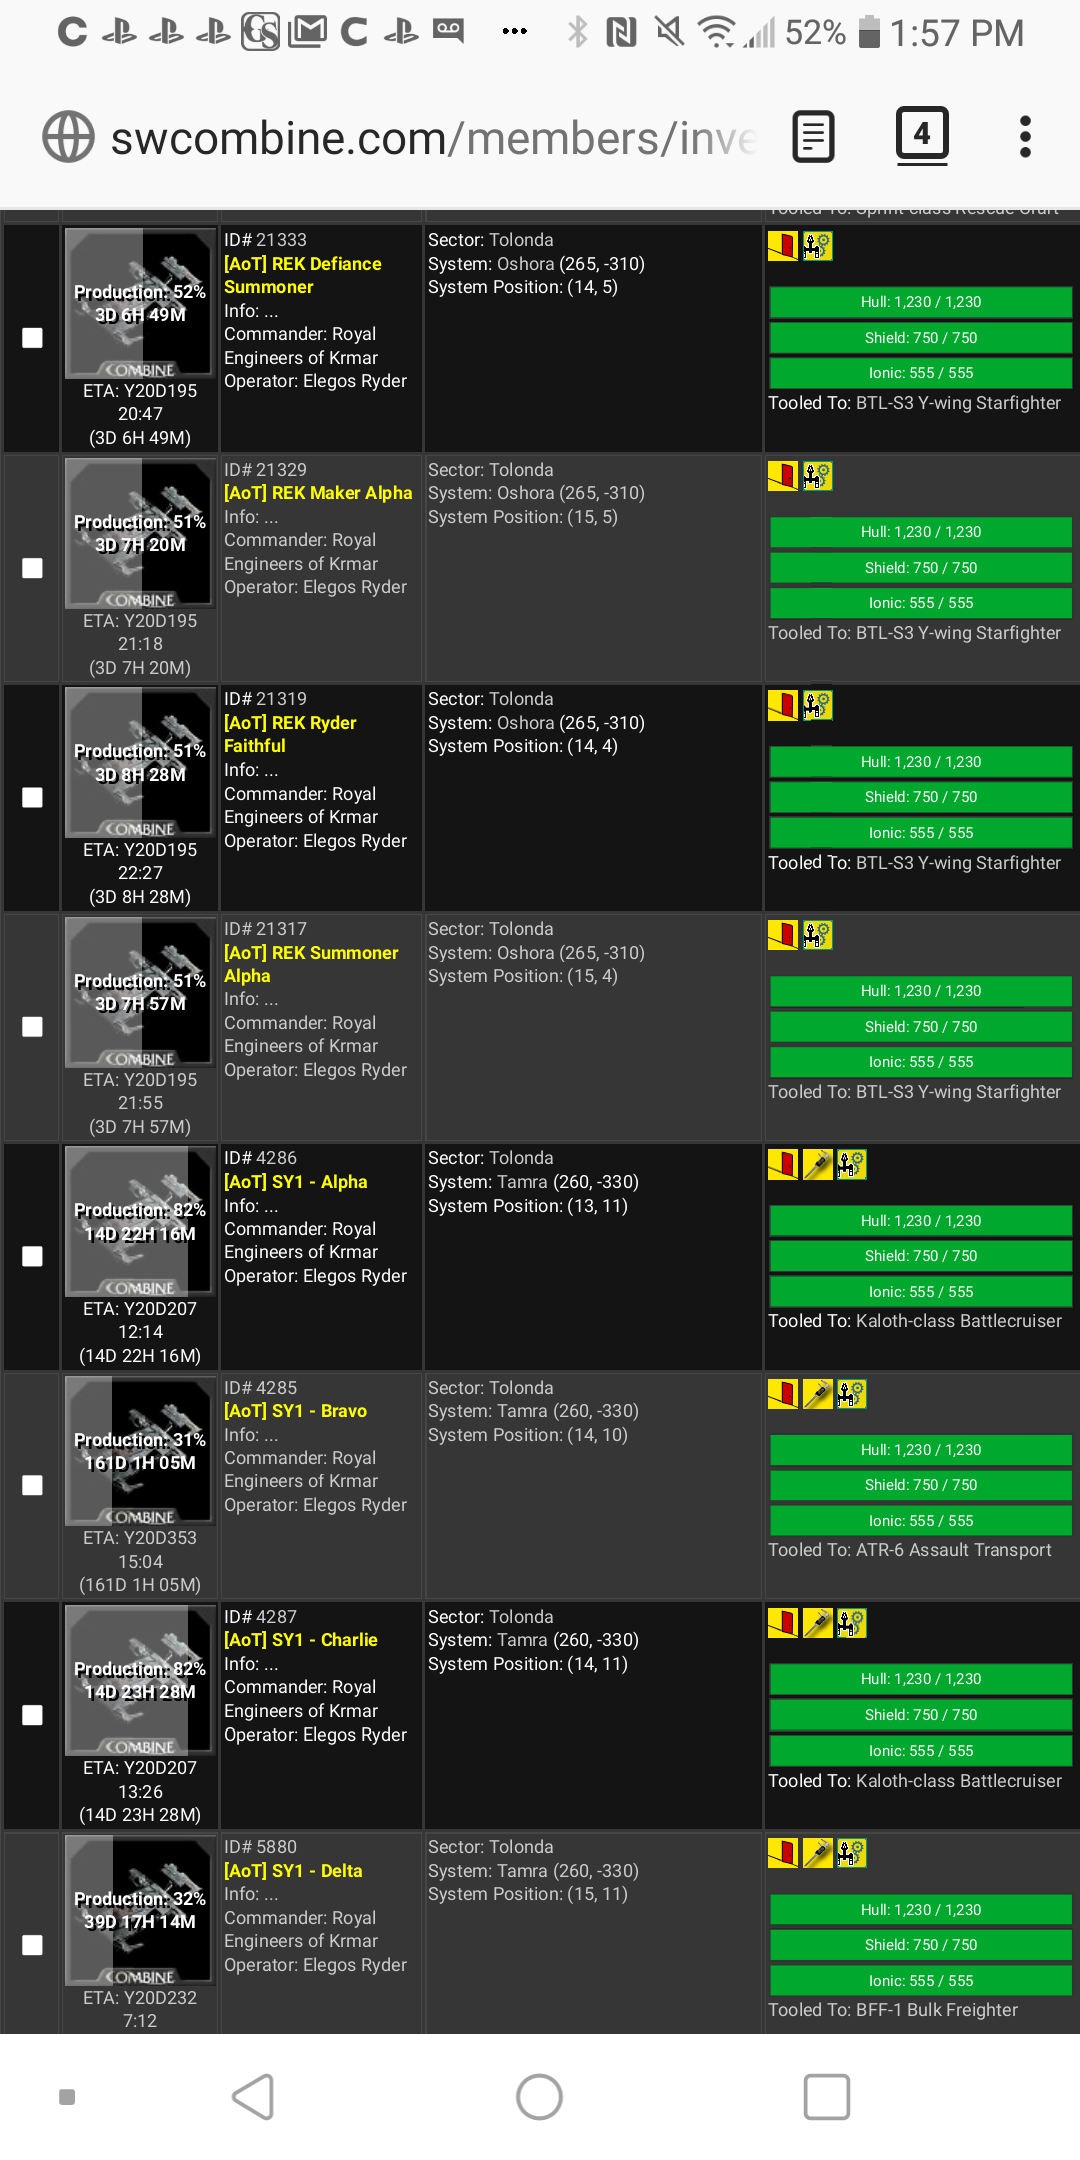 52% 1:57 PM
swcombine.com/members/inve
4
Tooled To: Sprint-class Rescue Craft
Production: 52%
3D 6H 49M
COMBINE
ETA: Y20D195
20:47
(3D 6H 49M)
ID# 21333
[AoT] REK Defiance
Summoner
Info: ...
Commander: Royal
Engineers of Krmar
Operator: Elegos Ryder
Sector: Tolonda
System: Oshora (265, -310)
System Position: (14, 5)
Hull: 1,230 / 1,230
Shield: 750 / 750
Ionic: 555 / 555
Tooled To: BTL-S3 Y-wing Starfighter
Production: 51%
3D 7H 20M
COMBINE
ETA: Y20D195
21:18
(3D 7H 20M)
ID# 21329
[AoT] REK Maker Alpha
Info: ...
Commander: Royal
Engineers of Krmar
Operator: Elegos Ryder
Sector: Tolonda
System: Oshora (265, -310)
System Position: (15, 5)
Hull: 1,230 / 1,230
Shield: 750 / 750
Ionic: 555 / 555
Tooled To: BTL-S3 Y-wing Starfighter
Production: 51%
3D 8H 28M
COMBINE
ETA: Y20D195
22:27
(3D 8H 28M)
ID# 21319
[AoT] REK Ryder
Faithful
Info: ...
Commander: Royal
Engineers of Krmar
Operator: Elegos Ryder
Sector: Tolonda
System: Oshora (265, -310)
System Position: (14, 4)
Hull: 1,230 / 1,230
Shield: 750 / 750
Ionic: 555 / 555
Tooled To: BTL-S3 Y-wing Starfighter
Production: 51%
3D 7H 57M
COMBINE
ETA: Y20D195
21:55
(3D 7H 57M)
ID# 21317
[AoT] REK Summoner
Alpha
Info: ...
Commander: Royal
Engineers of Krmar
Operator: Elegos Ryder
Sector: Tolonda
System: Oshora (265, -310)
System Position: (15, 4)
Hull: 1,230 / 1,230
Shield: 750 / 750
Ionic: 555 / 555
Tooled To: BTL-S3 Y-wing Starfighter
Production: 82%
14D 22H 16M
COMBINE
ETA: Y20D207
12:14
(14D 22H 16M)
ID# 4286
[AoT] SY1 - Alpha
Info: ...
Commander: Royal
Engineers of Krmar
Operator: Elegos Ryder
Sector: Tolonda
System: Tamra (260, -330)
System Position: (13, 11)
Hull: 1,230 / 1,230
Shield: 750 / 750
Ionic: 555 / 555
Tooled To: Kaloth-class Battlecruiser
Production: 31%
161D 1H 05M
COMBINE
ETA: Y20D353
15:04
(161D 1H 05M)
ID# 4285
[AoT] SY1 - Bravo
Info: ...
Commander: Royal
Engineers of Krmar
Operator: Elegos Ryder
Sector: Tolonda
System: Tamra (260, -330)
System Position: (14, 10)
Hull: 1,230 / 1,230
Shield: 750 / 750
Ionic: 555 / 555
Tooled To: ATR-6 Assault Transport
Production: 82%
14D 23H 28M
COMBINE
ETA: Y20D207
13:26
(14D 23H 28M)
ID# 4287
[AoT] SY1 - Charlie
Info: ...
Commander: Royal
Engineers of Krmar
Operator: Elegos Ryder
Sector: Tolonda
System: Tamra (260, -330)
System Position: (14, 11)
Hull: 1,230 / 1,230
Shield: 750 / 750
Ionic: 555 / 555
Tooled To: Kaloth-class Battlecruiser
Production: 32%
39D 17H 14M
COMBINE
ETA: Y20D232
7:12
ID# 5880
[AoT] SY1 - Delta
Info: ...
Commander: Royal
Engineers of Krmar
Operator: Elegos Ryder
Sector: Tolonda
System: Tamra (260, -330)
System Position: (15, 11)
Hull: 1,230 / 1,230
Shield: 750 / 750
Ionic: 555 / 555
Tooled To: BFF-1 Bulk Freighter